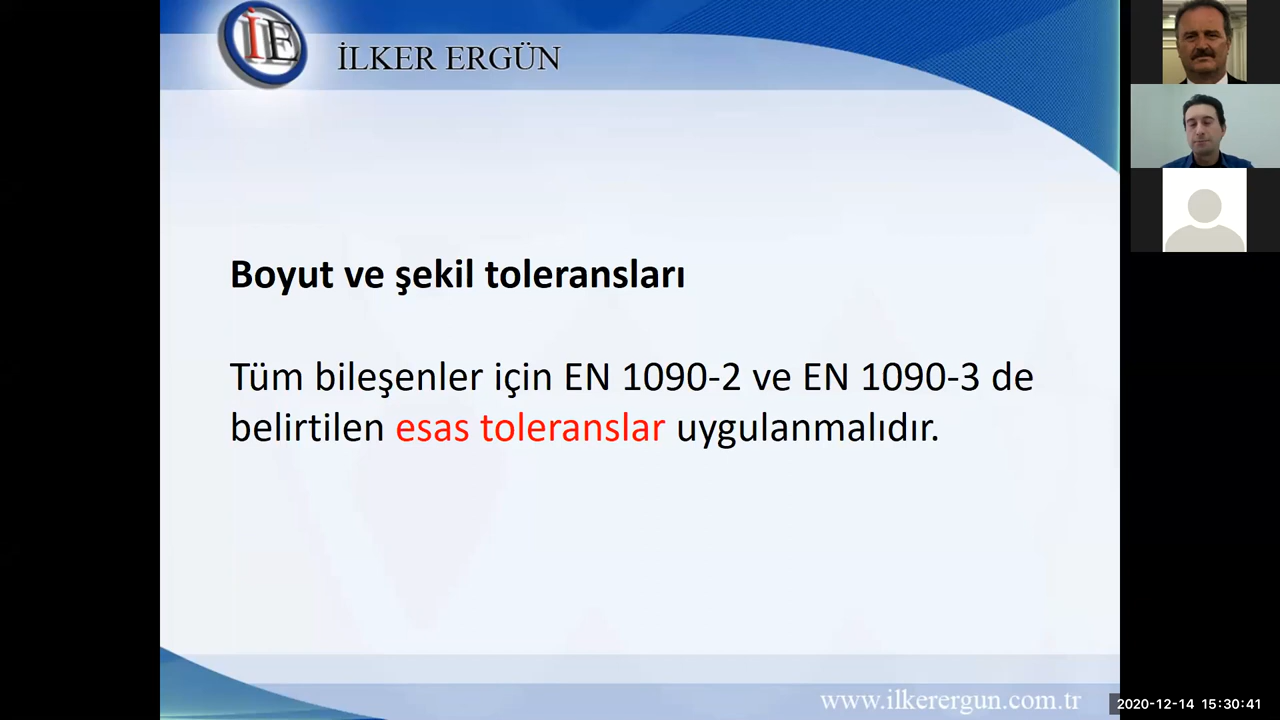 İE
İLKER ERGÜN
Boyut ve şekil toleransları
Tüm bileşenler için EN 1090-2 ve EN 1090-3 de
belirtilen esas toleranslar uygulanmalıdır.
www.ilkerergun.com.tr
2020-12-14 15:30:41